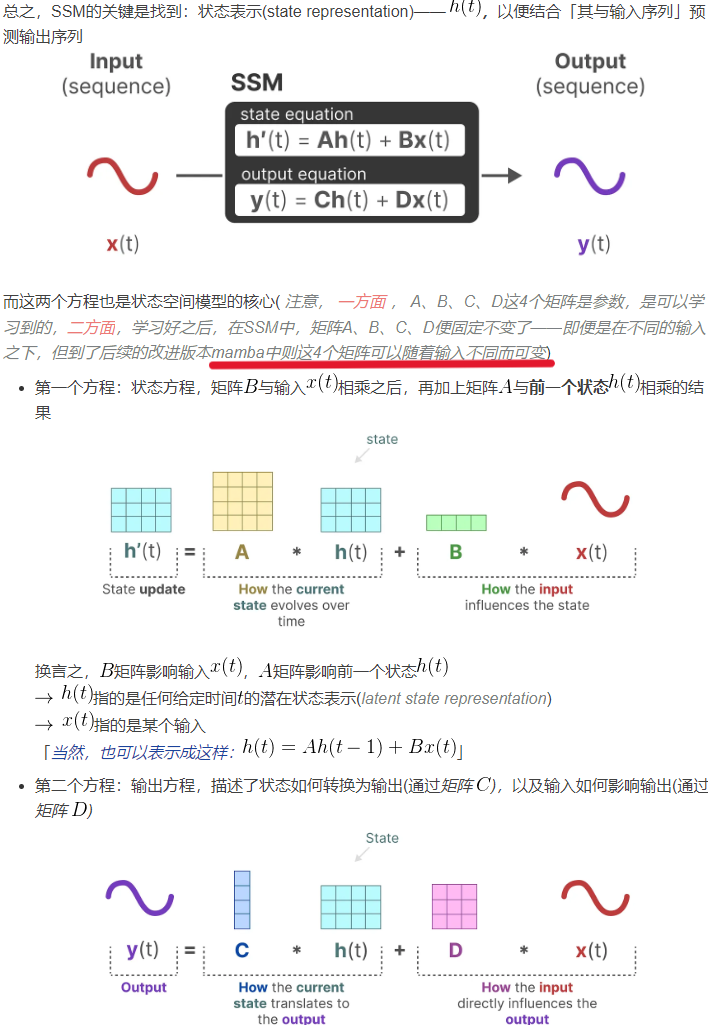 总之，SSM的关键是找到：状态表示(state representation)—— h(t)，以便结合「其与输入序列」预
测输出序列
Input
(sequence)
SSM
Output
(sequence)
state equation
h′(t) = Ah(t) + Bx(t)
output equation
y(t) = Ch(t) + Dx(t)
x(t)
y(t)
而这两个方程也是状态空间模型的核心( 注意， 一方面 ， A、B、C、D这4个矩阵是参数，是可以学
习到的，二方面，学习好之后，在SSM中，矩阵A、B、C、D便固定不变了——即便是在不同的输入
之下，但到了后续的改进版本mamba中则这4个矩阵可以随着输入不同而可变)
• 第一个方程：状态方程，矩阵B与输入x(t)相乘之后，再加上矩阵A与前一个状态h(t)相乘的结
果
state
h′(t) = A * h(t) + B * x(t)
State update
How the current
state evolves over
time
How the input
influences the state
换言之，B矩阵影响输入x(t)，A矩阵影响前一个状态h(t)
→ h(t)指的是任何给定时间t的潜在状态表示(latent state representation)
→ x(t)指的是某个输入
「当然，也可以表示成这样：h(t) = Ah(t − 1) + Bx(t)」
• 第二个方程：输出方程，描述了状态如何转换为输出(通过矩阵 C)，以及输入如何影响输出(通过
矩阵 D)
State
y(t) = C * h(t) + D * x(t)
Output
How the current
state translates to
the output
How the input
directly influences the
output